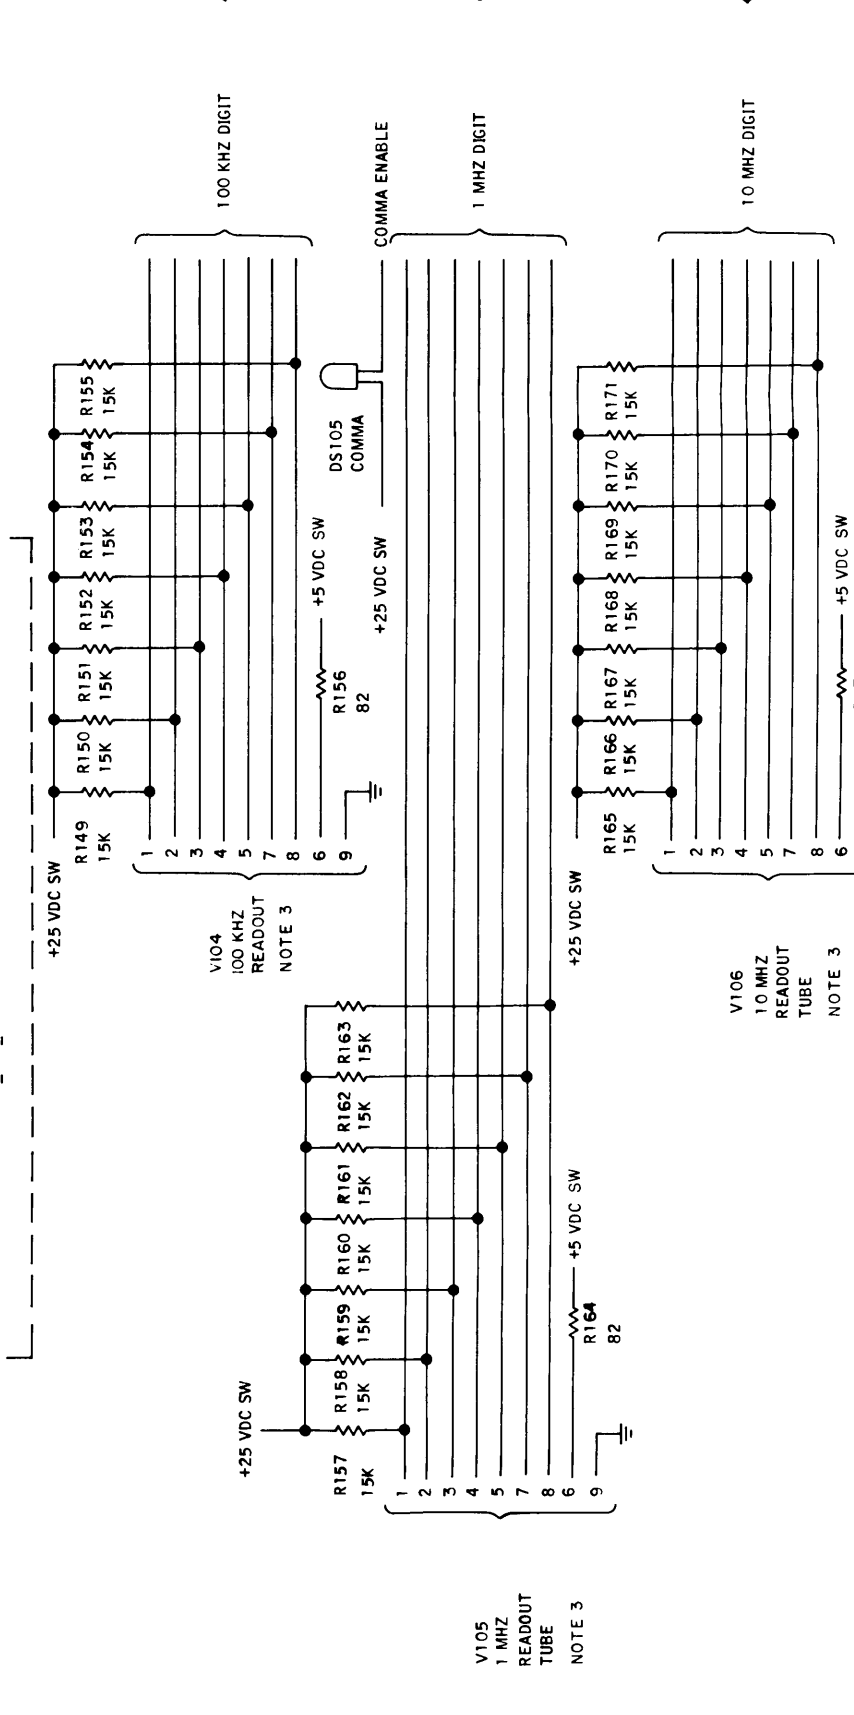 100 KHZ DIGIT
COMMA ENABLE
1 MHZ DIGIT
10 MHZ DIGIT
+25 VDC SW
R149
15K
R150
15K
R151
15K
R152
15K
R153
15K
R154
15K
R155
15K
1
2
3
4
5
7
8
6
9
R156
82
+5 VDC SW
V104
100 KHZ
READOUT
NOTE 3
DS105
COMMA
+25 VDC SW
+25 VDC SW
R157
15K
R158
15K
R159
15K
R160
15K
R161
15K
R162
15K
R163
15K
1
2
3
4
5
7
8
6
9
R164
82
+5 VDC SW
V105
1 MHZ
READOUT
TUBE
NOTE 3
+25 VDC SW
R165
15K
R166
15K
R167
15K
R168
15K
R169
15K
R170
15K
R171
15K
1
2
3
4
5
7
8
6
+5 VDC SW
V106
10 MHZ
READOUT
TUBE
NOTE 3